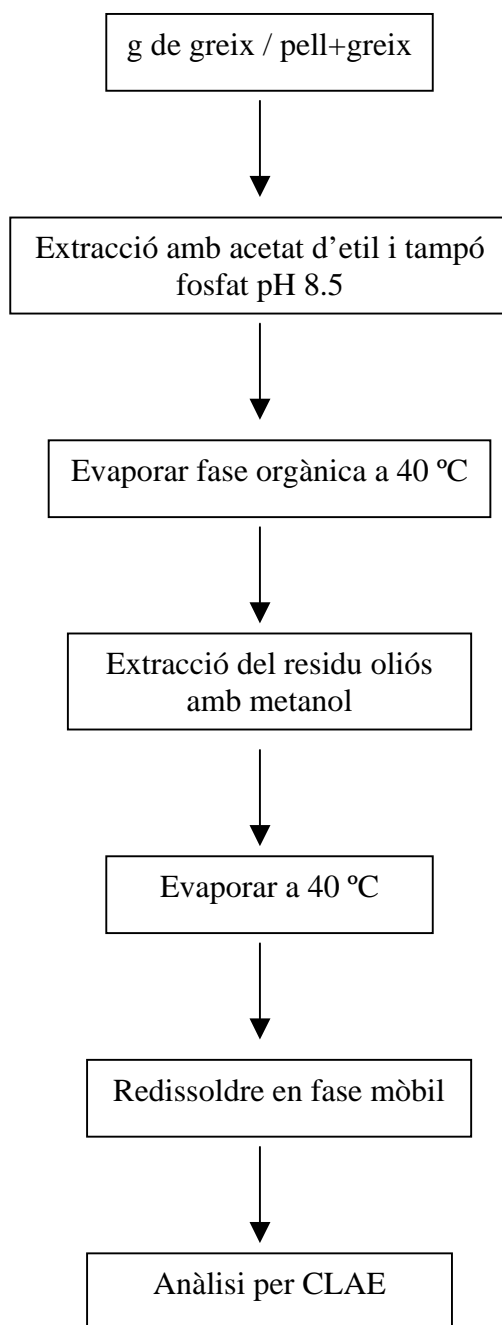 g de greix / pell+greix
Extracció amb acetat d’etil i tampó
fosfat pH 8.5
Evaporar fase orgànica a 40 ºC
Extracció del residu oliós
amb metanol
Evaporar a 40 ºC
Redissoldre en fase mòbil
Anàlisi per CLAE